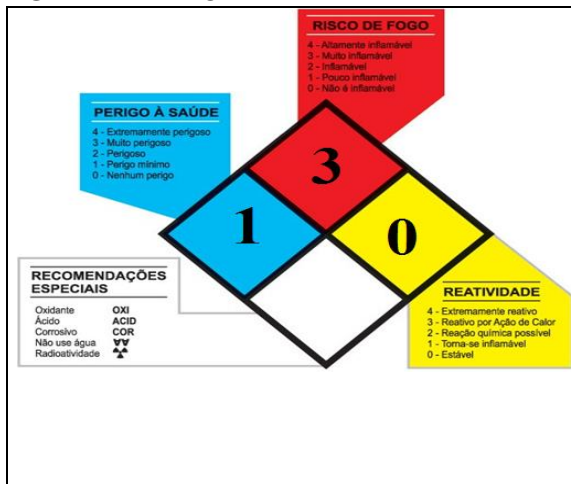 RISCO DE FOGO
4 - Altamente inflamável
3 - Muito inflamável
2 - Inflamável
1 - Pouco inflamável
0 - Não é inflamável
PERIGO À SAÚDE
4 - Extremamente perigoso
3 - Muito perigoso
2 - Perigoso
1 - Perigo mínimo
0 - Nenhum perigo
3
1
0
RECOMENDAÇÕES
ESPECIAIS
Oxidante OXI
Ácido ACID
Corrosivo COR
Não use água
Radioatividade
REATIVIDADE
4 - Extremamente reativo
3 - Reativo por Ação de Calor
2 - Reação química possível
1 - Torna-se inflamável
0 - Estável